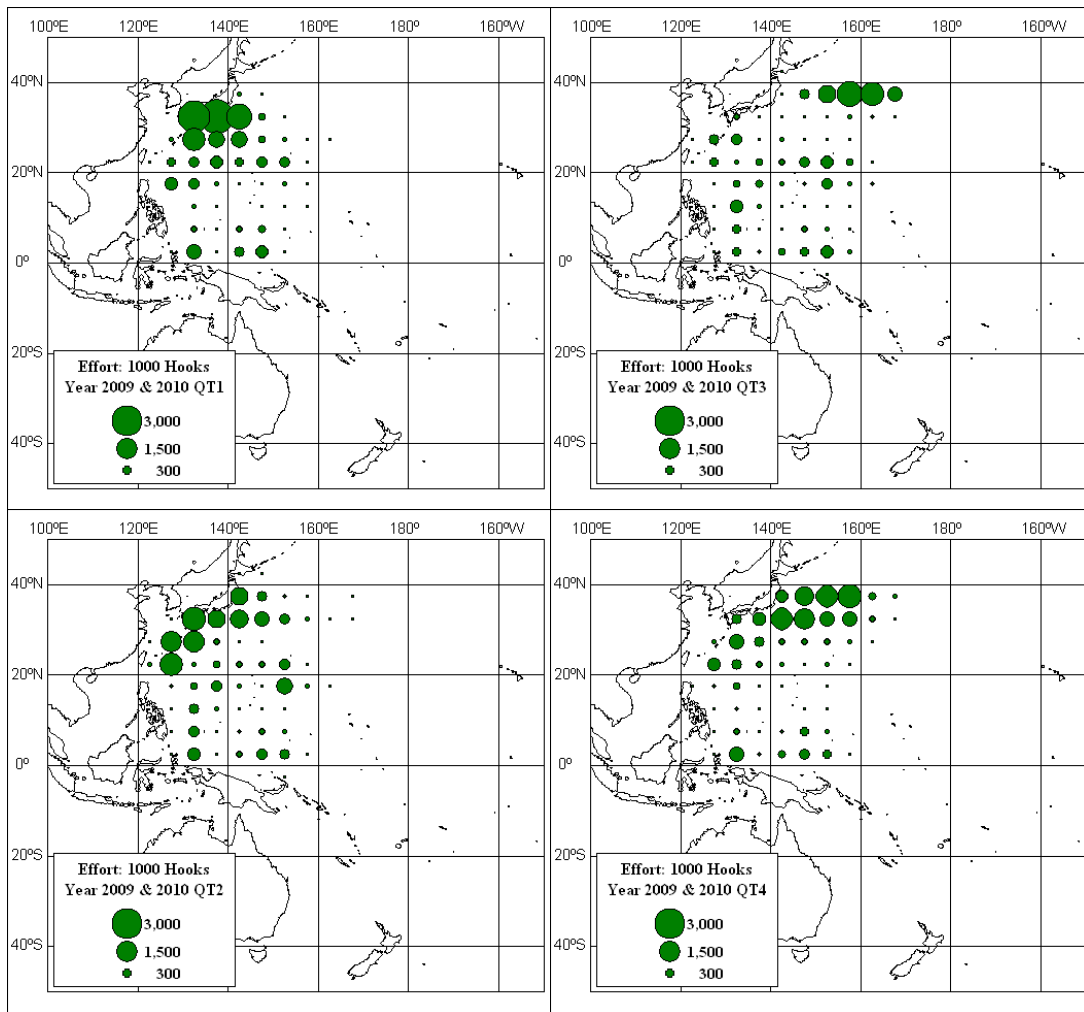 100ºE 120ºE 140ºE 160ºE 180º 160ºW
40ºN
20ºN
0º
20ºS
40ºS
Effort: 1000 Hooks
Year 2009 & 2010 QT1
3,000
1,500
300
100ºE 120ºE 140ºE 160ºE 180º 160ºW
40ºN
20ºN
0º
20ºS
40ºS
Effort: 1000 Hooks
Year 2009 & 2010 QT3
3,000
1,500
300
100ºE 120ºE 140ºE 160ºE 180º 160ºW
40ºN
20ºN
0º
20ºS
40ºS
Effort: 1000 Hooks
Year 2009 & 2010 QT2
3,000
1,500
300
100ºE 120ºE 140ºE 160ºE 180º 160ºW
40ºN
20ºN
0º
20ºS
40ºS
Effort: 1000 Hooks
Year 2009 & 2010 QT4
3,000
1,500
300